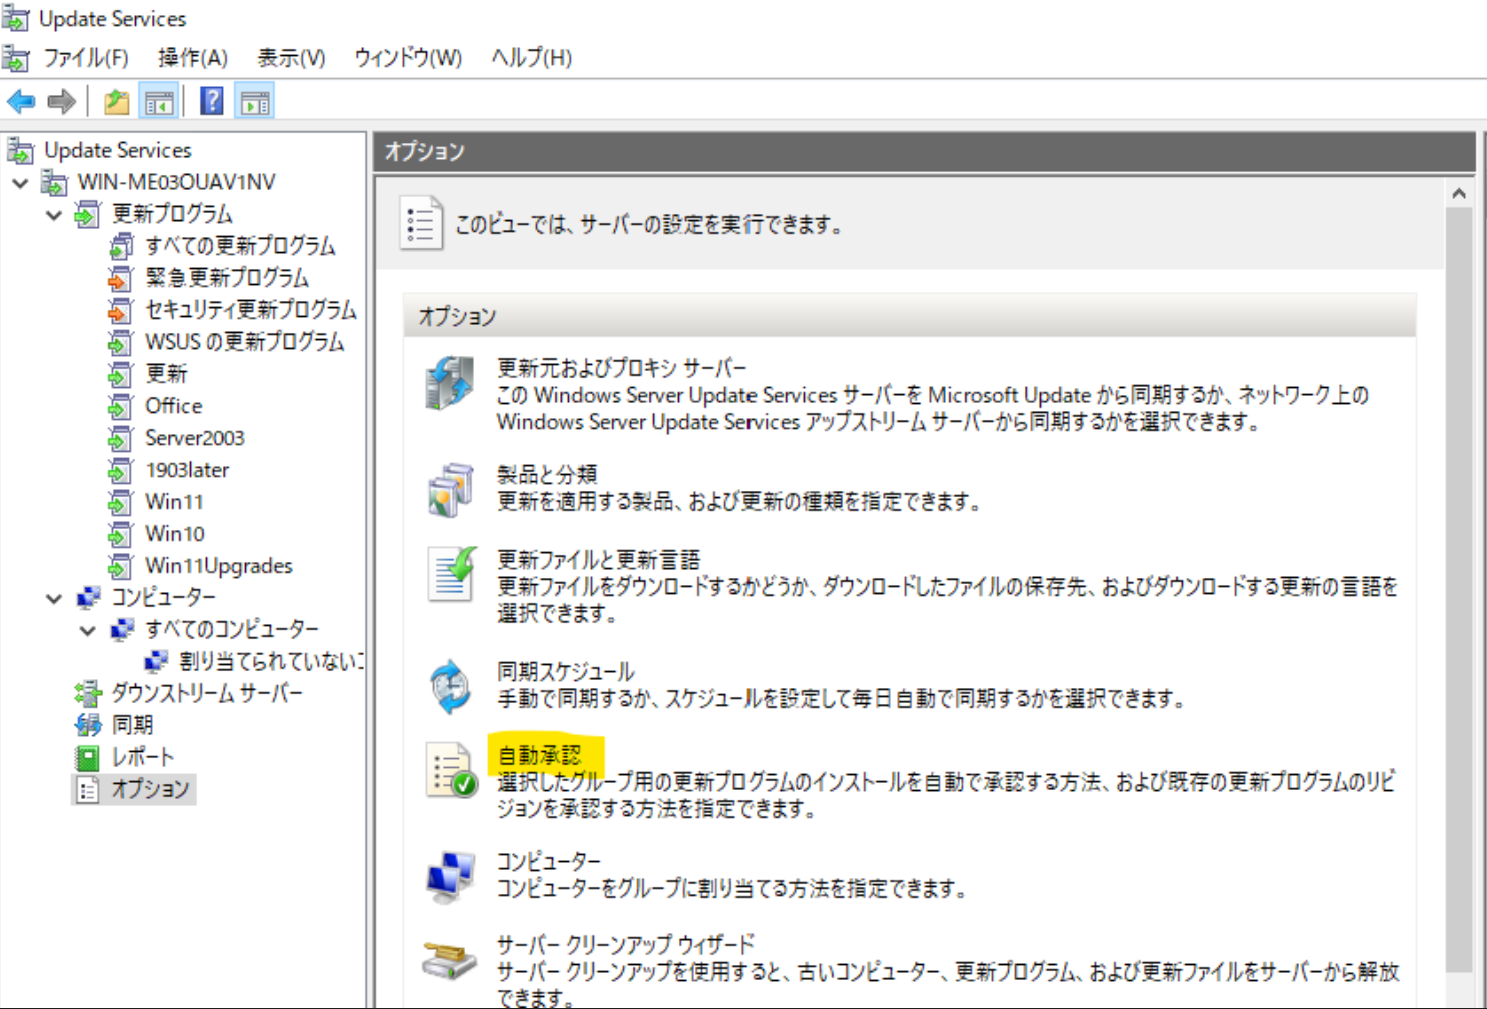 Update Services
ファイル(F) 操作(A) 表示(V) ウィンドウ(W) ヘルプ(H)
Update Services
WIN-ME03OUAV1NV
更新プログラム
すべての更新プログラム
緊急更新プログラム
セキュリティ更新プログラム
WSUS の更新プログラム
更新
Office
Server2003
1903later
Win11
Win10
Win11Upgrades
コンピューター
すべてのコンピューター
割り当てられていない
ダウンストリーム サーバー
同期
レポート
オプション
オプション
このビューでは、サーバーの設定を実行できます。
オプション
更新元およびプロキシ サーバー
この Windows Server Update Services サーバーを Microsoft Update から同期するか、ネットワーク上の
Windows Server Update Services アップストリーム サーバーから同期するかを選択できます。
製品と分類
更新を適用する製品、および更新の種類を指定できます。
更新ファイルと更新言語
更新ファイルをダウンロードするかどうか、ダウンロードしたファイルの保存先、およびダウンロードする更新の言語を
選択できます。
同期スケジュール
手動で同期するか、スケジュールを設定して毎日自動で同期するかを選択できます。
自動承認
選択したグループ用の更新プログラムのインストールを自動で承認する方法、および既存の更新プログラムのリビ
ジョンを承認する方法を指定できます。
コンピューター
コンピューターをグループに割り当てる方法を指定できます。
サーバー クリーンアップ ウィザード
サーバー クリーンアップを使用すると、古いコンピューター、更新プログラム、および更新ファイルをサーバーから解放
できます。